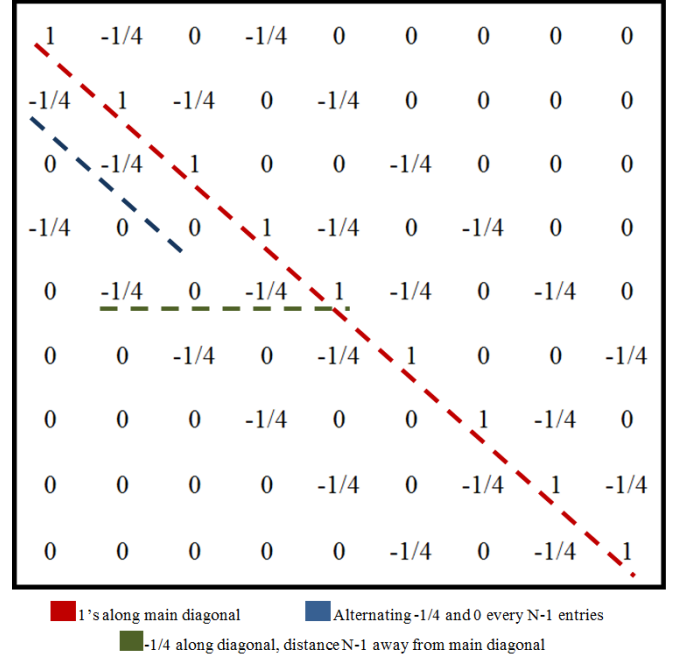 1 -1/4 0 -1/4 0 0 0 0 0
-1/4 1 -1/4 0 -1/4 0 0 0 0
0 -1/4 1 0 0 -1/4 0 0 0
-1/4 0 0 1 -1/4 0 -1/4 0 0
0 -1/4 0 -1/4 1 -1/4 0 -1/4 0
0 0 -1/4 0 -1/4 1 0 0 -1/4
0 0 0 -1/4 0 0 1 -1/4 0
0 0 0 0 -1/4 0 -1/4 1 -1/4
0 0 0 0 0 -1/4 0 -1/4 1
1's along main diagonal Alternating -1/4 and 0 every N-1 entries
-1/4 along diagonal, distance N-1 away from main diagonal